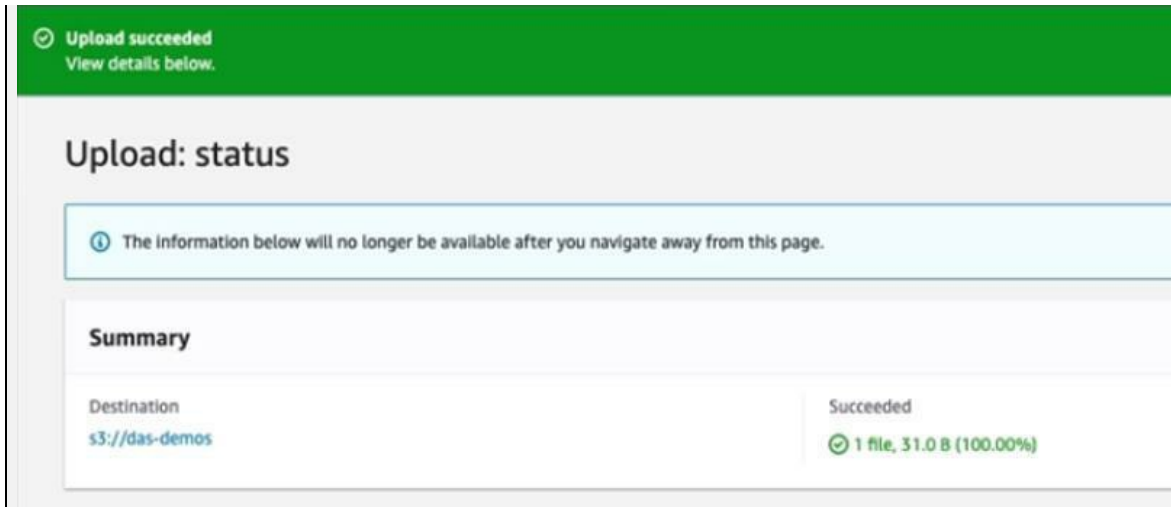 Upload succeeded
View details below.
Upload: status
The information below will no longer be available after you navigate away from this page.
Summary
Destination
s3://das-demos
Succeeded
1 file, 31.0 B (100.00%)